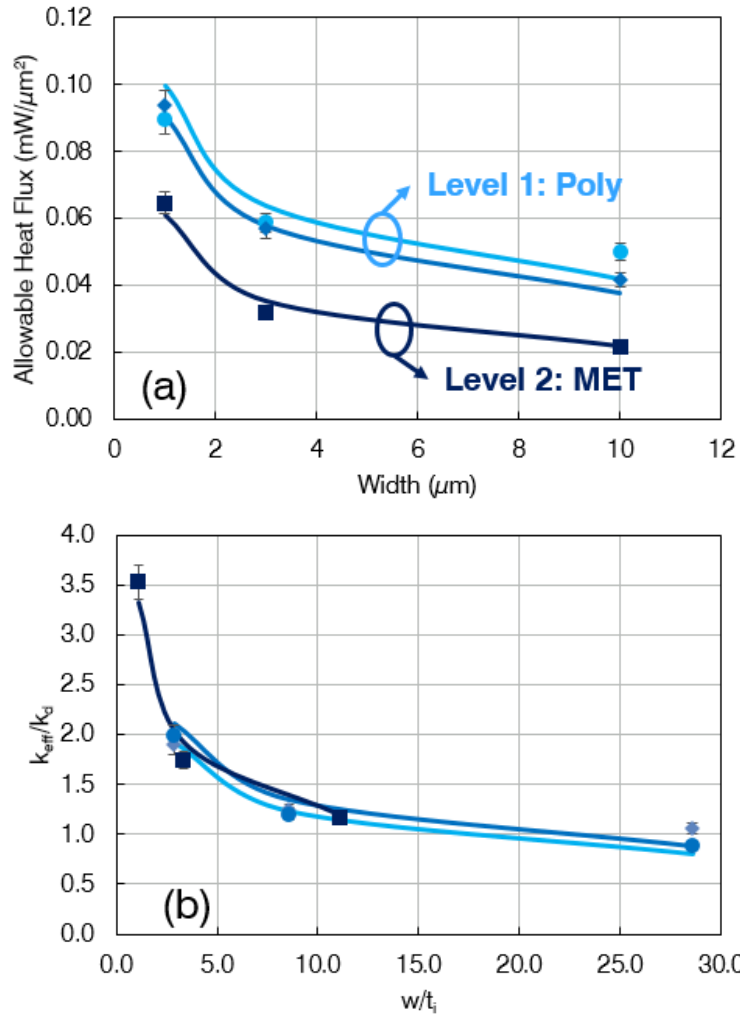 0.12
0.10
0.08
0.06
0.04
0.02
0.00
Allowable Heat Flux (mW/µm²)
Level 1: Poly
Level 2: MET
(a)
0 2 4 6 8 10 12
Width (µm)
4.0
3.5
3.0
2.5
2.0
1.5
1.0
0.5
0.0
k_eff/k_d
(b)
0.0 5.0 10.0 15.0 20.0 25.0 30.0
w/t_i